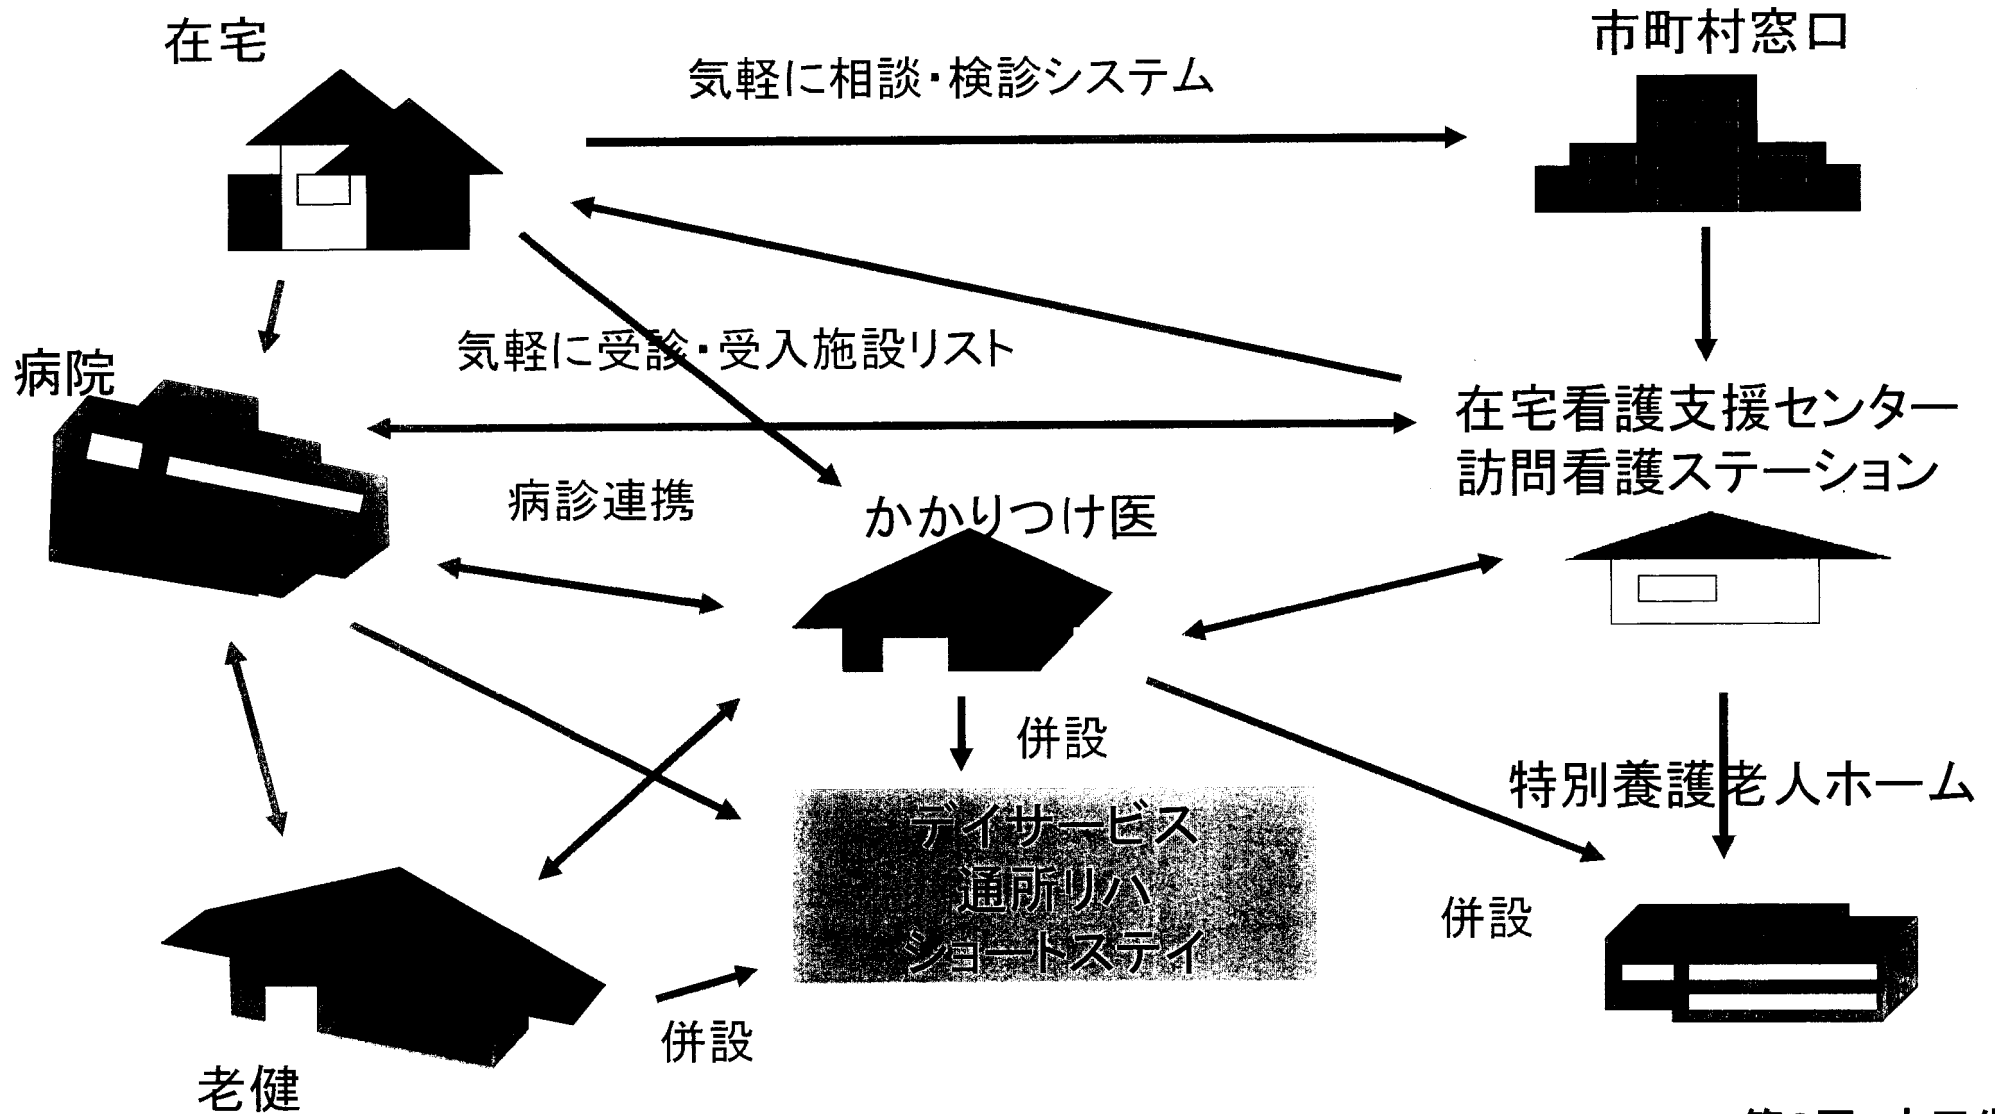 在宅
市町村窓口
気軽に相談・検診システム
気軽に受診・受入施設リスト
病院
在宅看護支援センター
訪問看護ステーション
病診連携
かかりつけ医
併設
特別養護老人ホーム
デイサービス
通所リハ
ショートステイ
併設
併設
老健